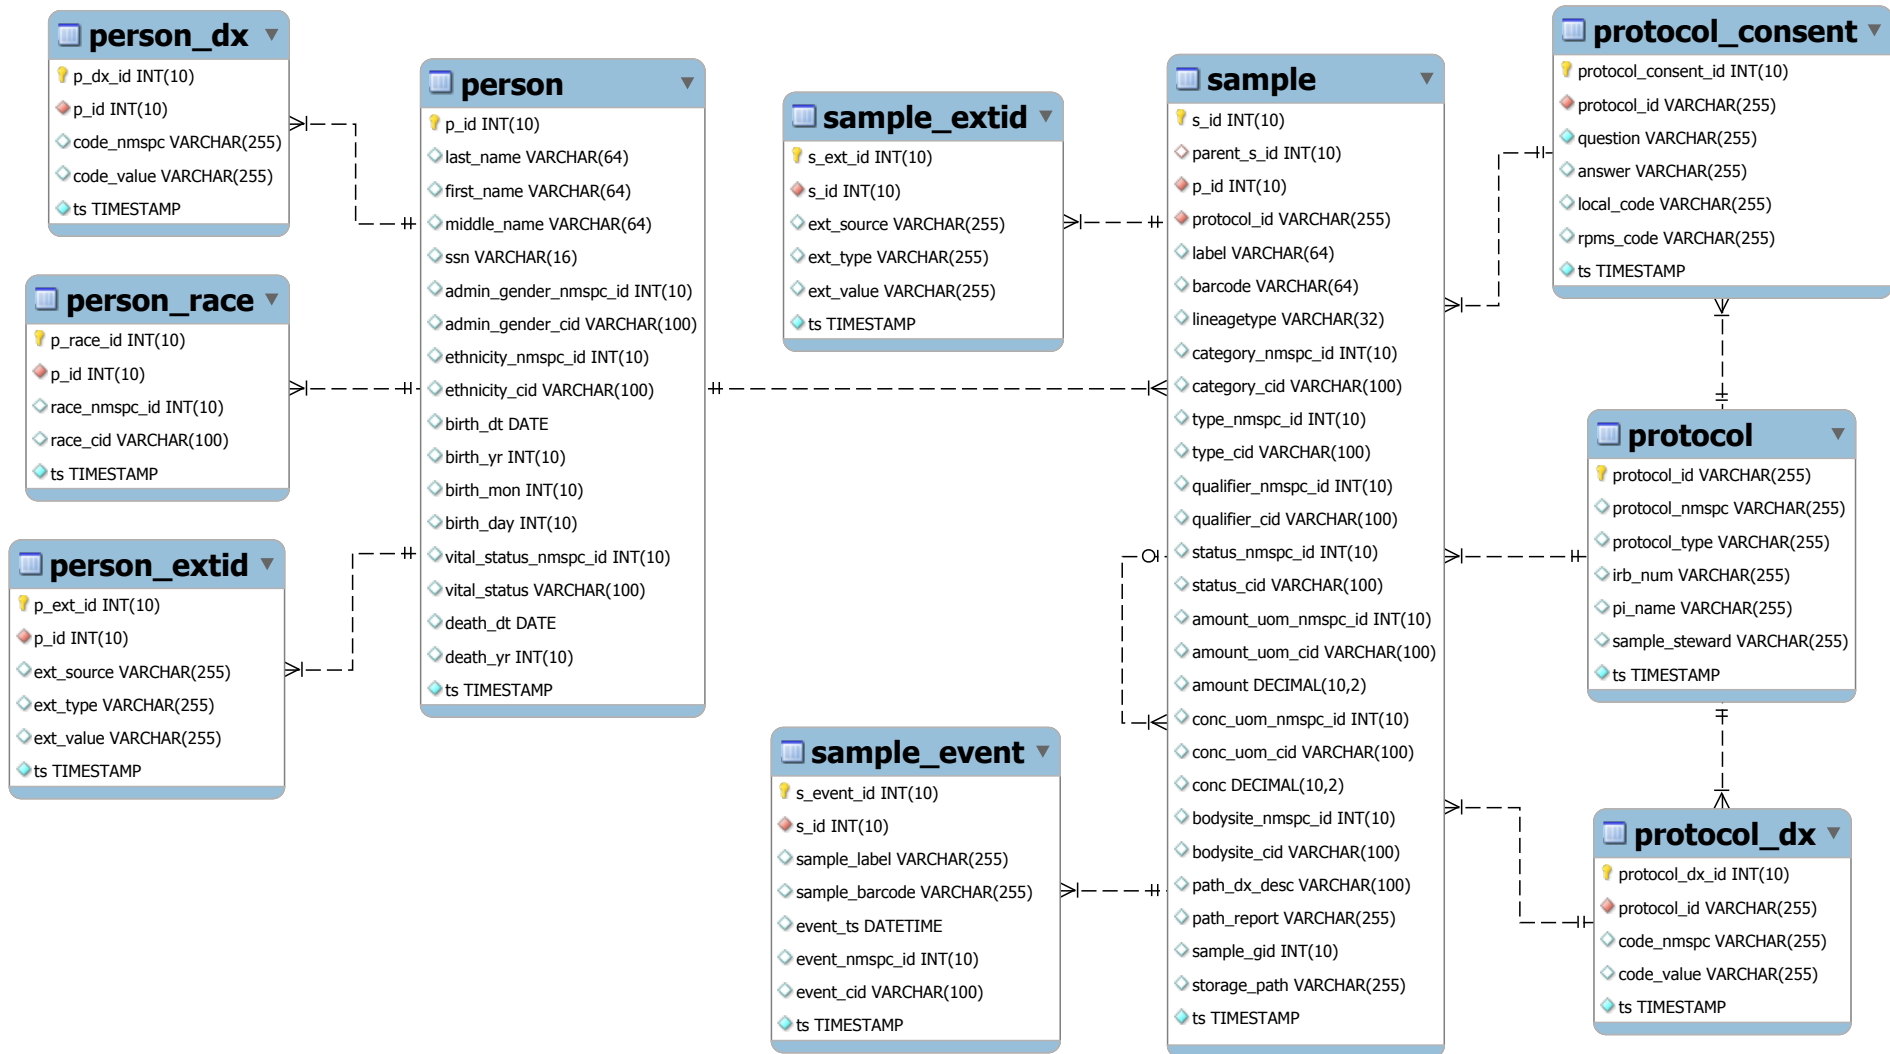 person_dx
p_dx_id INT(10)
p_id INT(10)
code_nmspc VARCHAR(255)
code_value VARCHAR(255)
ts TIMESTAMP
person_race
p_race_id INT(10)
p_id INT(10)
race_nmspc_id INT(10)
race_cid VARCHAR(100)
ts TIMESTAMP
person_extid
p_ext_id INT(10)
p_id INT(10)
ext_source VARCHAR(255)
ext_type VARCHAR(255)
ext_value VARCHAR(255)
ts TIMESTAMP
person
p_id INT(10)
last_name VARCHAR(64)
first_name VARCHAR(64)
middle_name VARCHAR(64)
ssn VARCHAR(16)
admin_gender_nmspc_id INT(10)
admin_gender_cid VARCHAR(100)
ethnicity_nmspc_id INT(10)
ethnicity_cid VARCHAR(100)
birth_dt DATE
birth_yr INT(10)
birth_mon INT(10)
birth_day INT(10)
vital_status_nmspc_id INT(10)
vital_status VARCHAR(100)
death_dt DATE
death_yr INT(10)
ts TIMESTAMP
sample_extid
s_ext_id INT(10)
s_id INT(10)
ext_source VARCHAR(255)
ext_type VARCHAR(255)
ext_value VARCHAR(255)
ts TIMESTAMP
sample_event
s_event_id INT(10)
s_id INT(10)
sample_label VARCHAR(255)
sample_barcode VARCHAR(255)
event_ts DATETIME
event_nmspc_id INT(10)
event_cid VARCHAR(100)
ts TIMESTAMP
sample
s_id INT(10)
parent_s_id INT(10)
p_id INT(10)
protocol_id VARCHAR(255)
label VARCHAR(64)
barcode VARCHAR(64)
lineagetype VARCHAR(32)
category_nmspc_id INT(10)
category_cid VARCHAR(100)
type_nmspc_id INT(10)
type_cid VARCHAR(100)
qualifier_nmspc_id INT(10)
qualifier_cid VARCHAR(100)
status_nmspc_id INT(10)
status_cid VARCHAR(100)
amount_uom_nmspc_id INT(10)
amount_uom_cid VARCHAR(100)
amount DECIMAL(10,2)
conc_uom_nmspc_id INT(10)
conc_uom_cid VARCHAR(100)
conc DECIMAL(10,2)
bodysite_nmspc_id INT(10)
bodysite_cid VARCHAR(100)
path_dx_desc VARCHAR(100)
path_report VARCHAR(255)
sample_gid INT(10)
storage_path VARCHAR(255)
ts TIMESTAMP
protocol_consent
protocol_consent_id INT(10)
protocol_id VARCHAR(255)
question VARCHAR(255)
answer VARCHAR(255)
local_code VARCHAR(255)
rpms_code VARCHAR(255)
ts TIMESTAMP
protocol
protocol_id VARCHAR(255)
protocol_nmspc VARCHAR(255)
protocol_type VARCHAR(255)
irb_num VARCHAR(255)
pi_name VARCHAR(255)
sample_steward VARCHAR(255)
ts TIMESTAMP
protocol_dx
protocol_dx_id INT(10)
protocol_id VARCHAR(255)
code_nmspc VARCHAR(255)
code_value VARCHAR(255)
ts TIMESTAMP